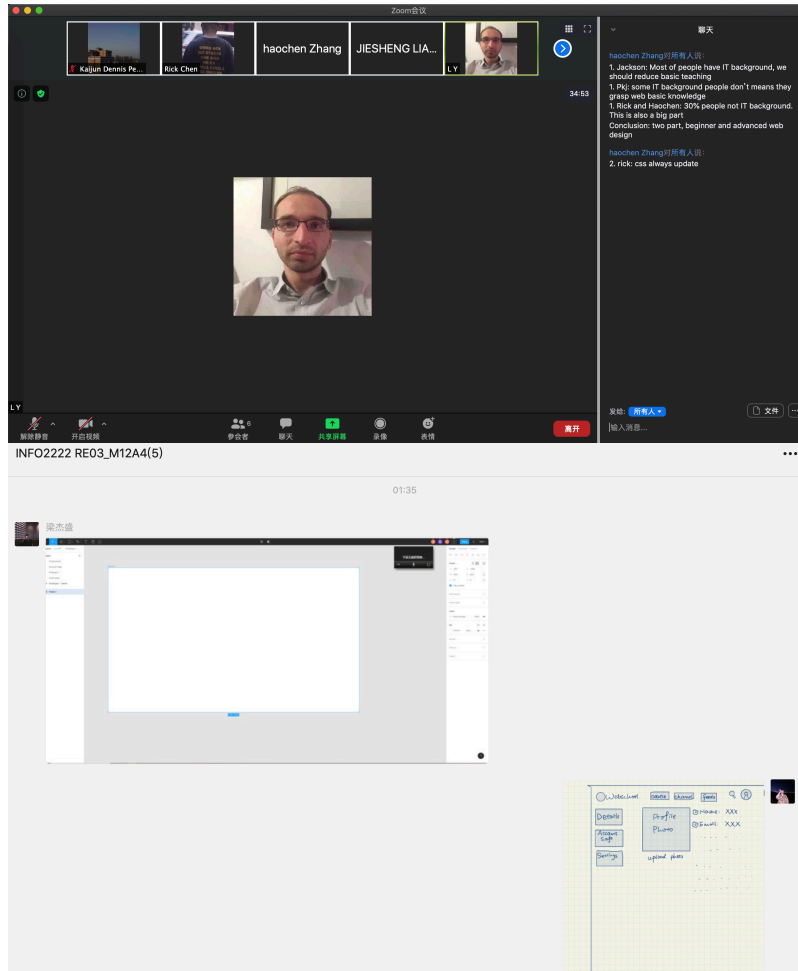 Zoom会议
Kaijun Dennis Pe...
Rick Chen
haochen Zhang
JIESHENG LIA...
L Y
34:53
L Y
解除静音
开启视频
6
参会者
聊天
共享屏幕
录像
表情
离开
聊天
haochen Zhang对所有人说：
1. Jackson: Most of people have IT background, we
should reduce basic teaching
1. Pkj: some IT background people don't means they
grasp web basic knowledge
1. Rick and Haochen: 30% people not IT background.
This is also a big part
Conclusion: two part, beginner and advanced web
design
haochen Zhang对所有人说：
2. rick: css always update
发给:
所有人
文件
输入消息...
INFO2222 RE03_M12A4(5)
01:35
梁杰盛
Details
Profile
Photo
Name: XXx
Email: XXX
Settings
upload photo